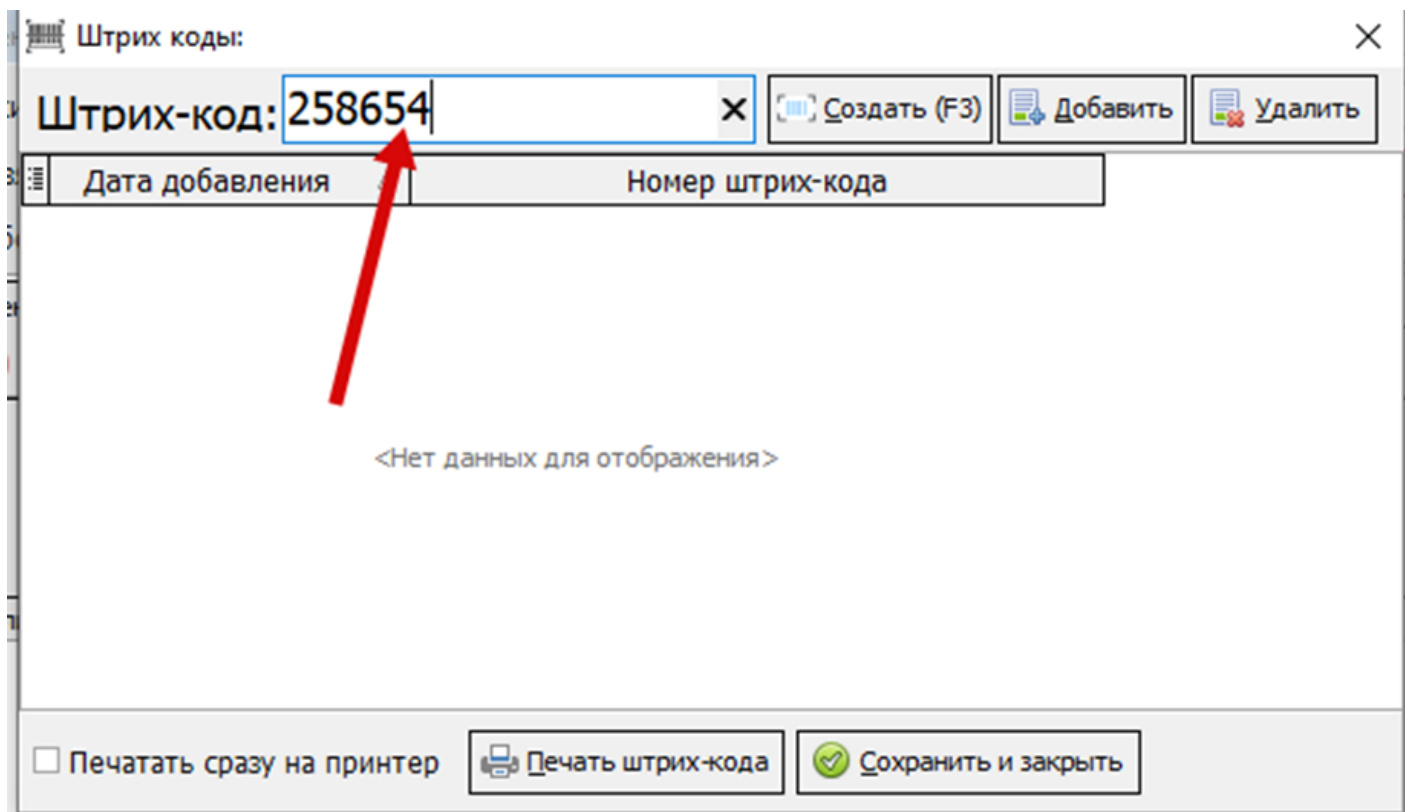 Штрих коды:
Штрих-код: 258654 Создать (F3) Добавить Удалить
Дата добавления Номер штрих-кода
<Нет данных для отображения>
Печатать сразу на принтер Печать штрих-кода Сохранить и закрыть